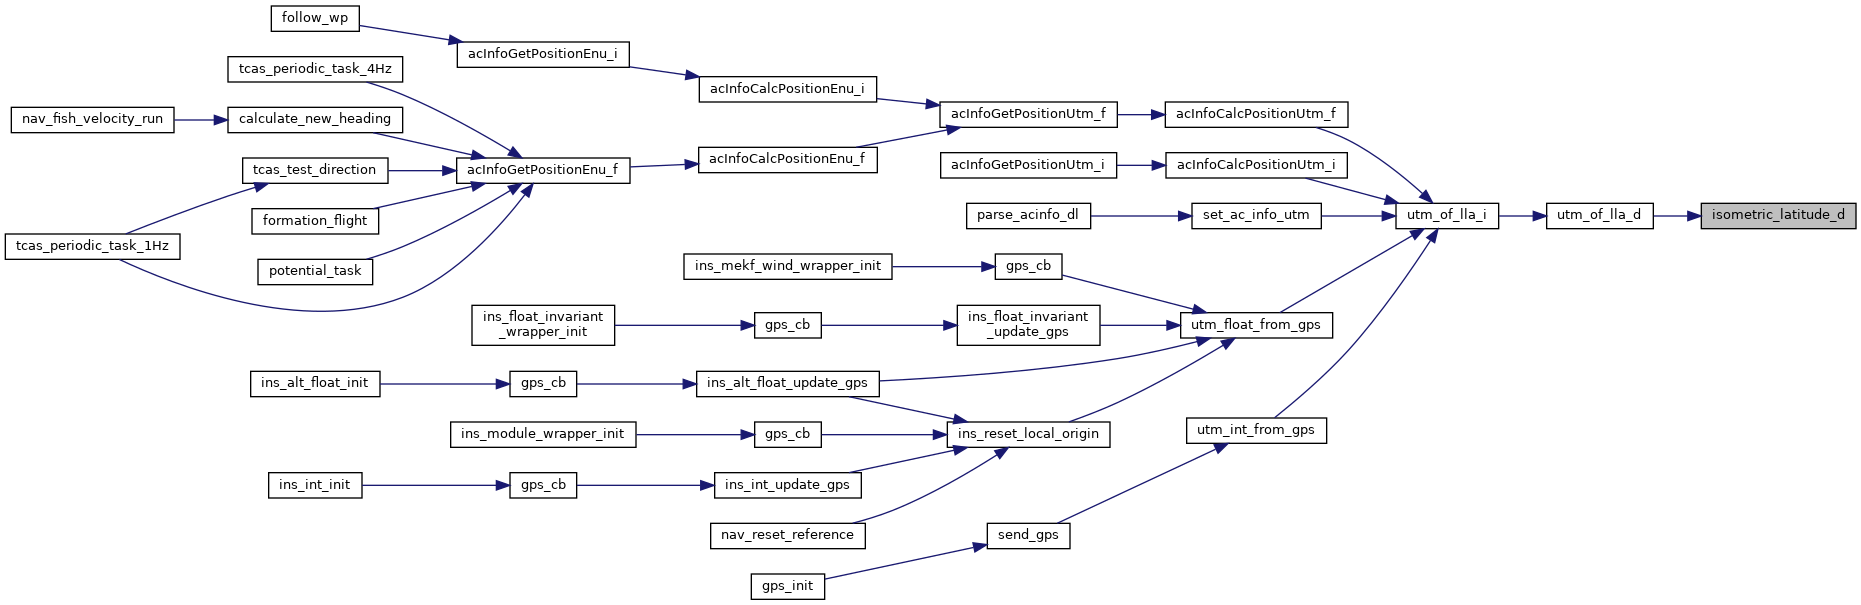 follow_wp
acInfoGetPositionEnu_i
tcas_periodic_task_4Hz
acInfoCalcPositionEnu_i
nav_fish_velocity_run
calculate_new_heading
acInfoGetPositionUtm_f
acInfoCalcPositionUtm_f
tcas_test_direction
acInfoGetPositionEnu_f
acInfoCalcPositionEnu_f
acInfoGetPositionUtm_i
acInfoCalcPositionUtm_i
formation_flight
parse_acinfo_dl
set_ac_info_utm
utm_of_lla_i
utm_of_lla_d
isometric_latitude_d
tcas_periodic_task_1Hz
potential_task
ins_mekf_wind_wrapper_init
gps_cb
ins_float_invariant
_wrapper_init
gps_cb
ins_float_invariant
_update_gps
utm_float_from_gps
ins_alt_float_init
gps_cb
ins_alt_float_update_gps
ins_module_wrapper_init
gps_cb
ins_reset_local_origin
utm_int_from_gps
ins_int_init
gps_cb
ins_int_update_gps
nav_reset_reference
send_gps
gps_init